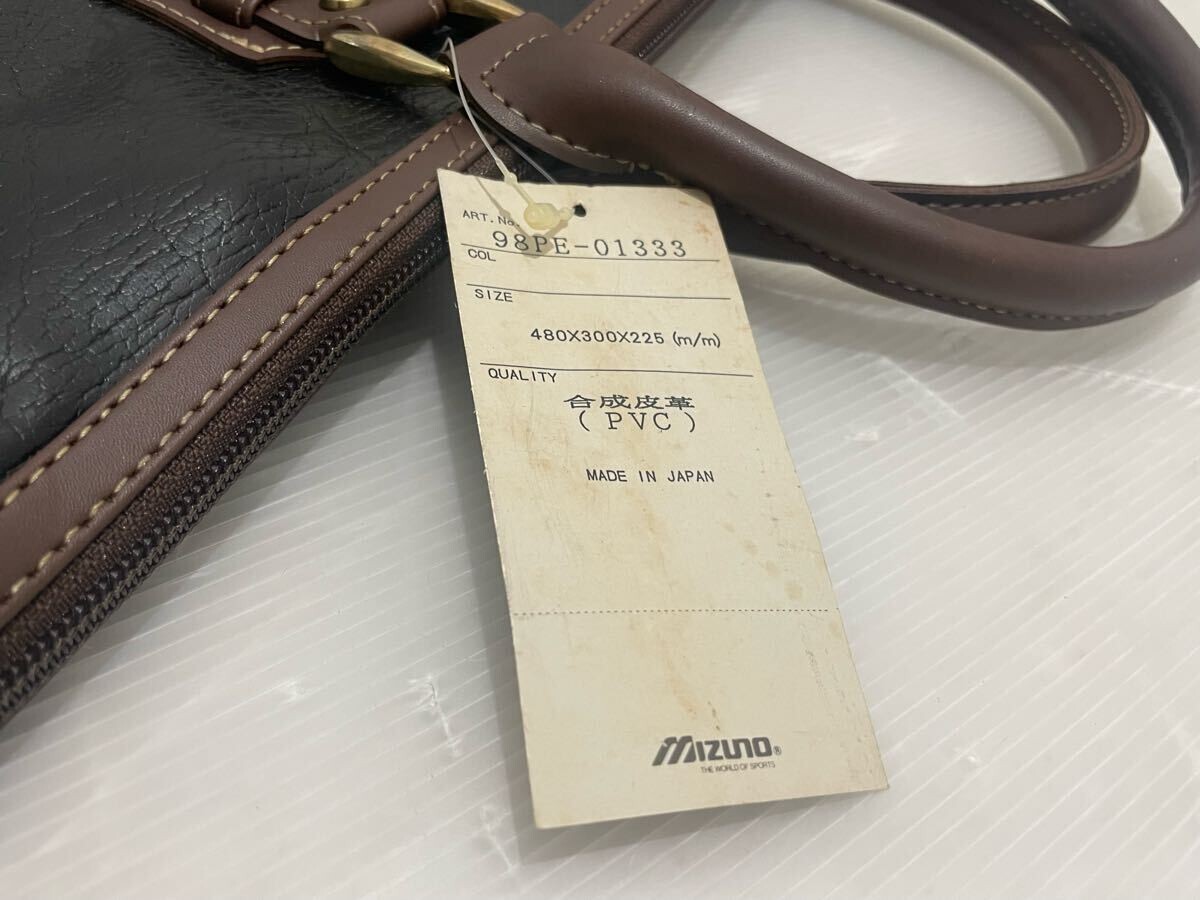 ART. No.
98PE-01333
COL
SIZE
480X300X225 (m/m)
QUALITY
合成皮革
(PVC)
MADE IN JAPAN
MIZUNO®
THE WORLD OF SPORTS